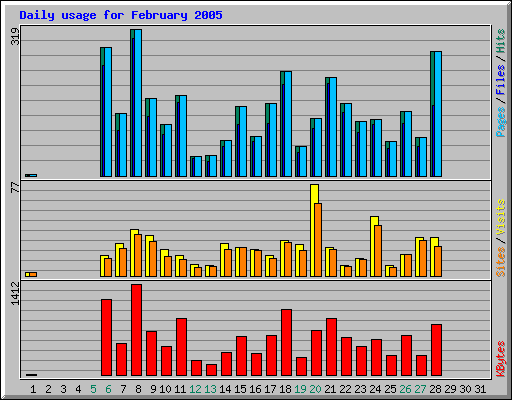 Daily usage for February 2005
319
Pages / Files / Hits
77
Sites / Visits
1412
KBytes
1 2 3 4 5 6 7 8 9 10 11 12 13 14 15 16 17 18 19 20 21 22 23 24 25 26 27 28 29 30 31